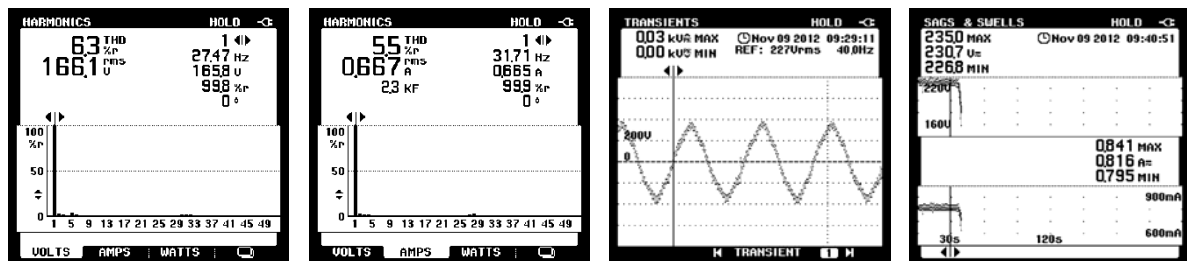 HARMONICS HOLD
6.3 THD %r 1
166.1 rms V 27.47 Hz
165.8 V
99.8 %r
0 °
100
%r
50
0
1 5 9 13 17 21 25 29 33 37 41 45 49
VOLTS AMPS WATTS
HARMONICS HOLD
5.5 THD %r 1
0.667 rms A 31.71 Hz
2.3 KF 0.665 A
99.9 %r
0 °
100
%r
50
0
1 5 9 13 17 21 25 29 33 37 41 45 49
VOLTS AMPS WATTS
TRANSIENTS HOLD
0.03 kV MAX Nov 09 2012 09:29:11
0.00 kV MIN REF: 227Vrms 40.0Hz
200V
0
TRANSIENT 1
SAGS & SWELLS HOLD
235.0 MAX Nov 09 2012 09:40:51
230.7 V=
226.8 MIN
220V
160V
0.841 MAX
0.816 A=
0.795 MIN
900mA
600mA
30s 120s